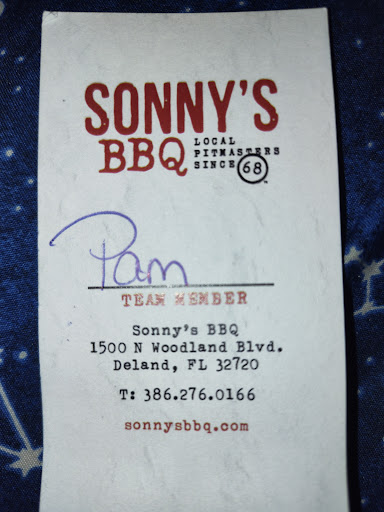 SONNY'S
BBQ
LOCAL
PITMASTERS
SINCE 68
Pam
TEAM MEMBER
Sonny's BBQ
1500 N Woodland Blvd.
Deland, FL 32720
T: 386.276.0166
sonnysbbq.com